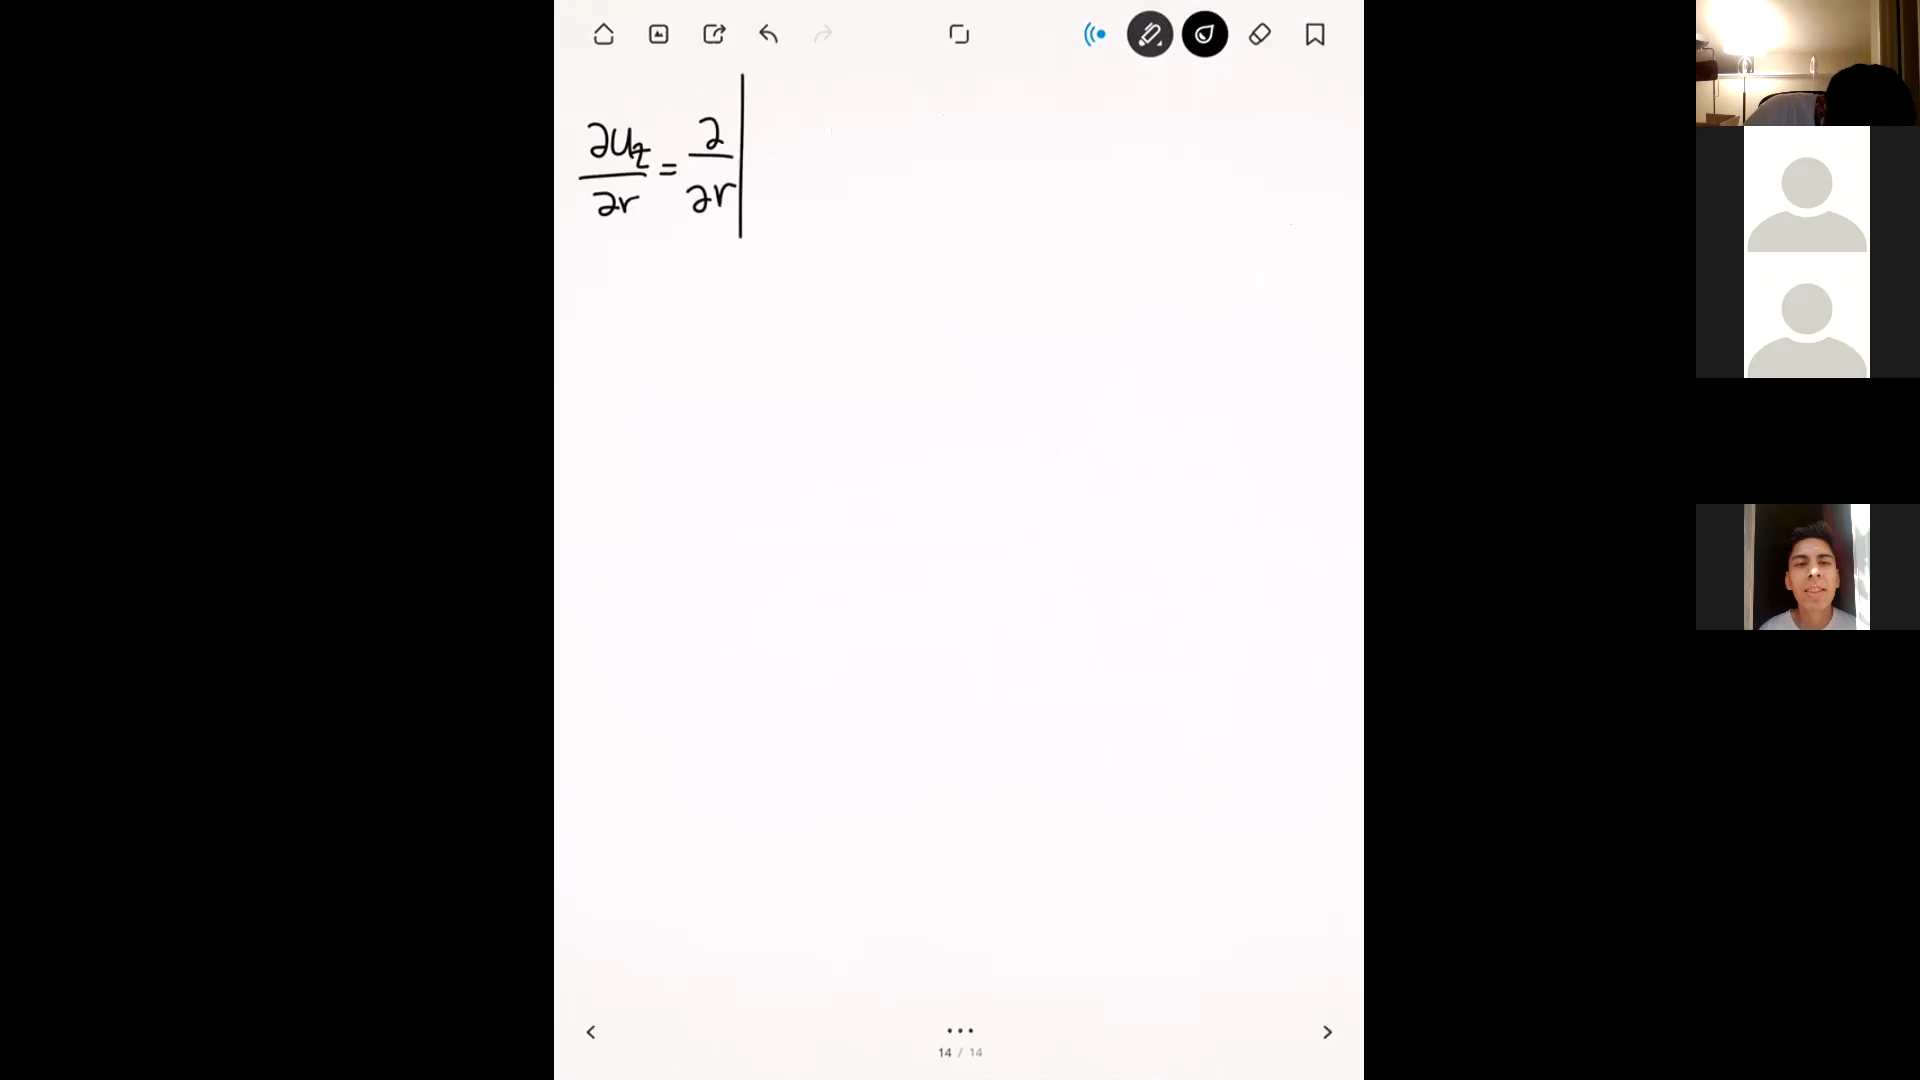 ∂u_z/∂r = ∂/∂r |
14 / 14